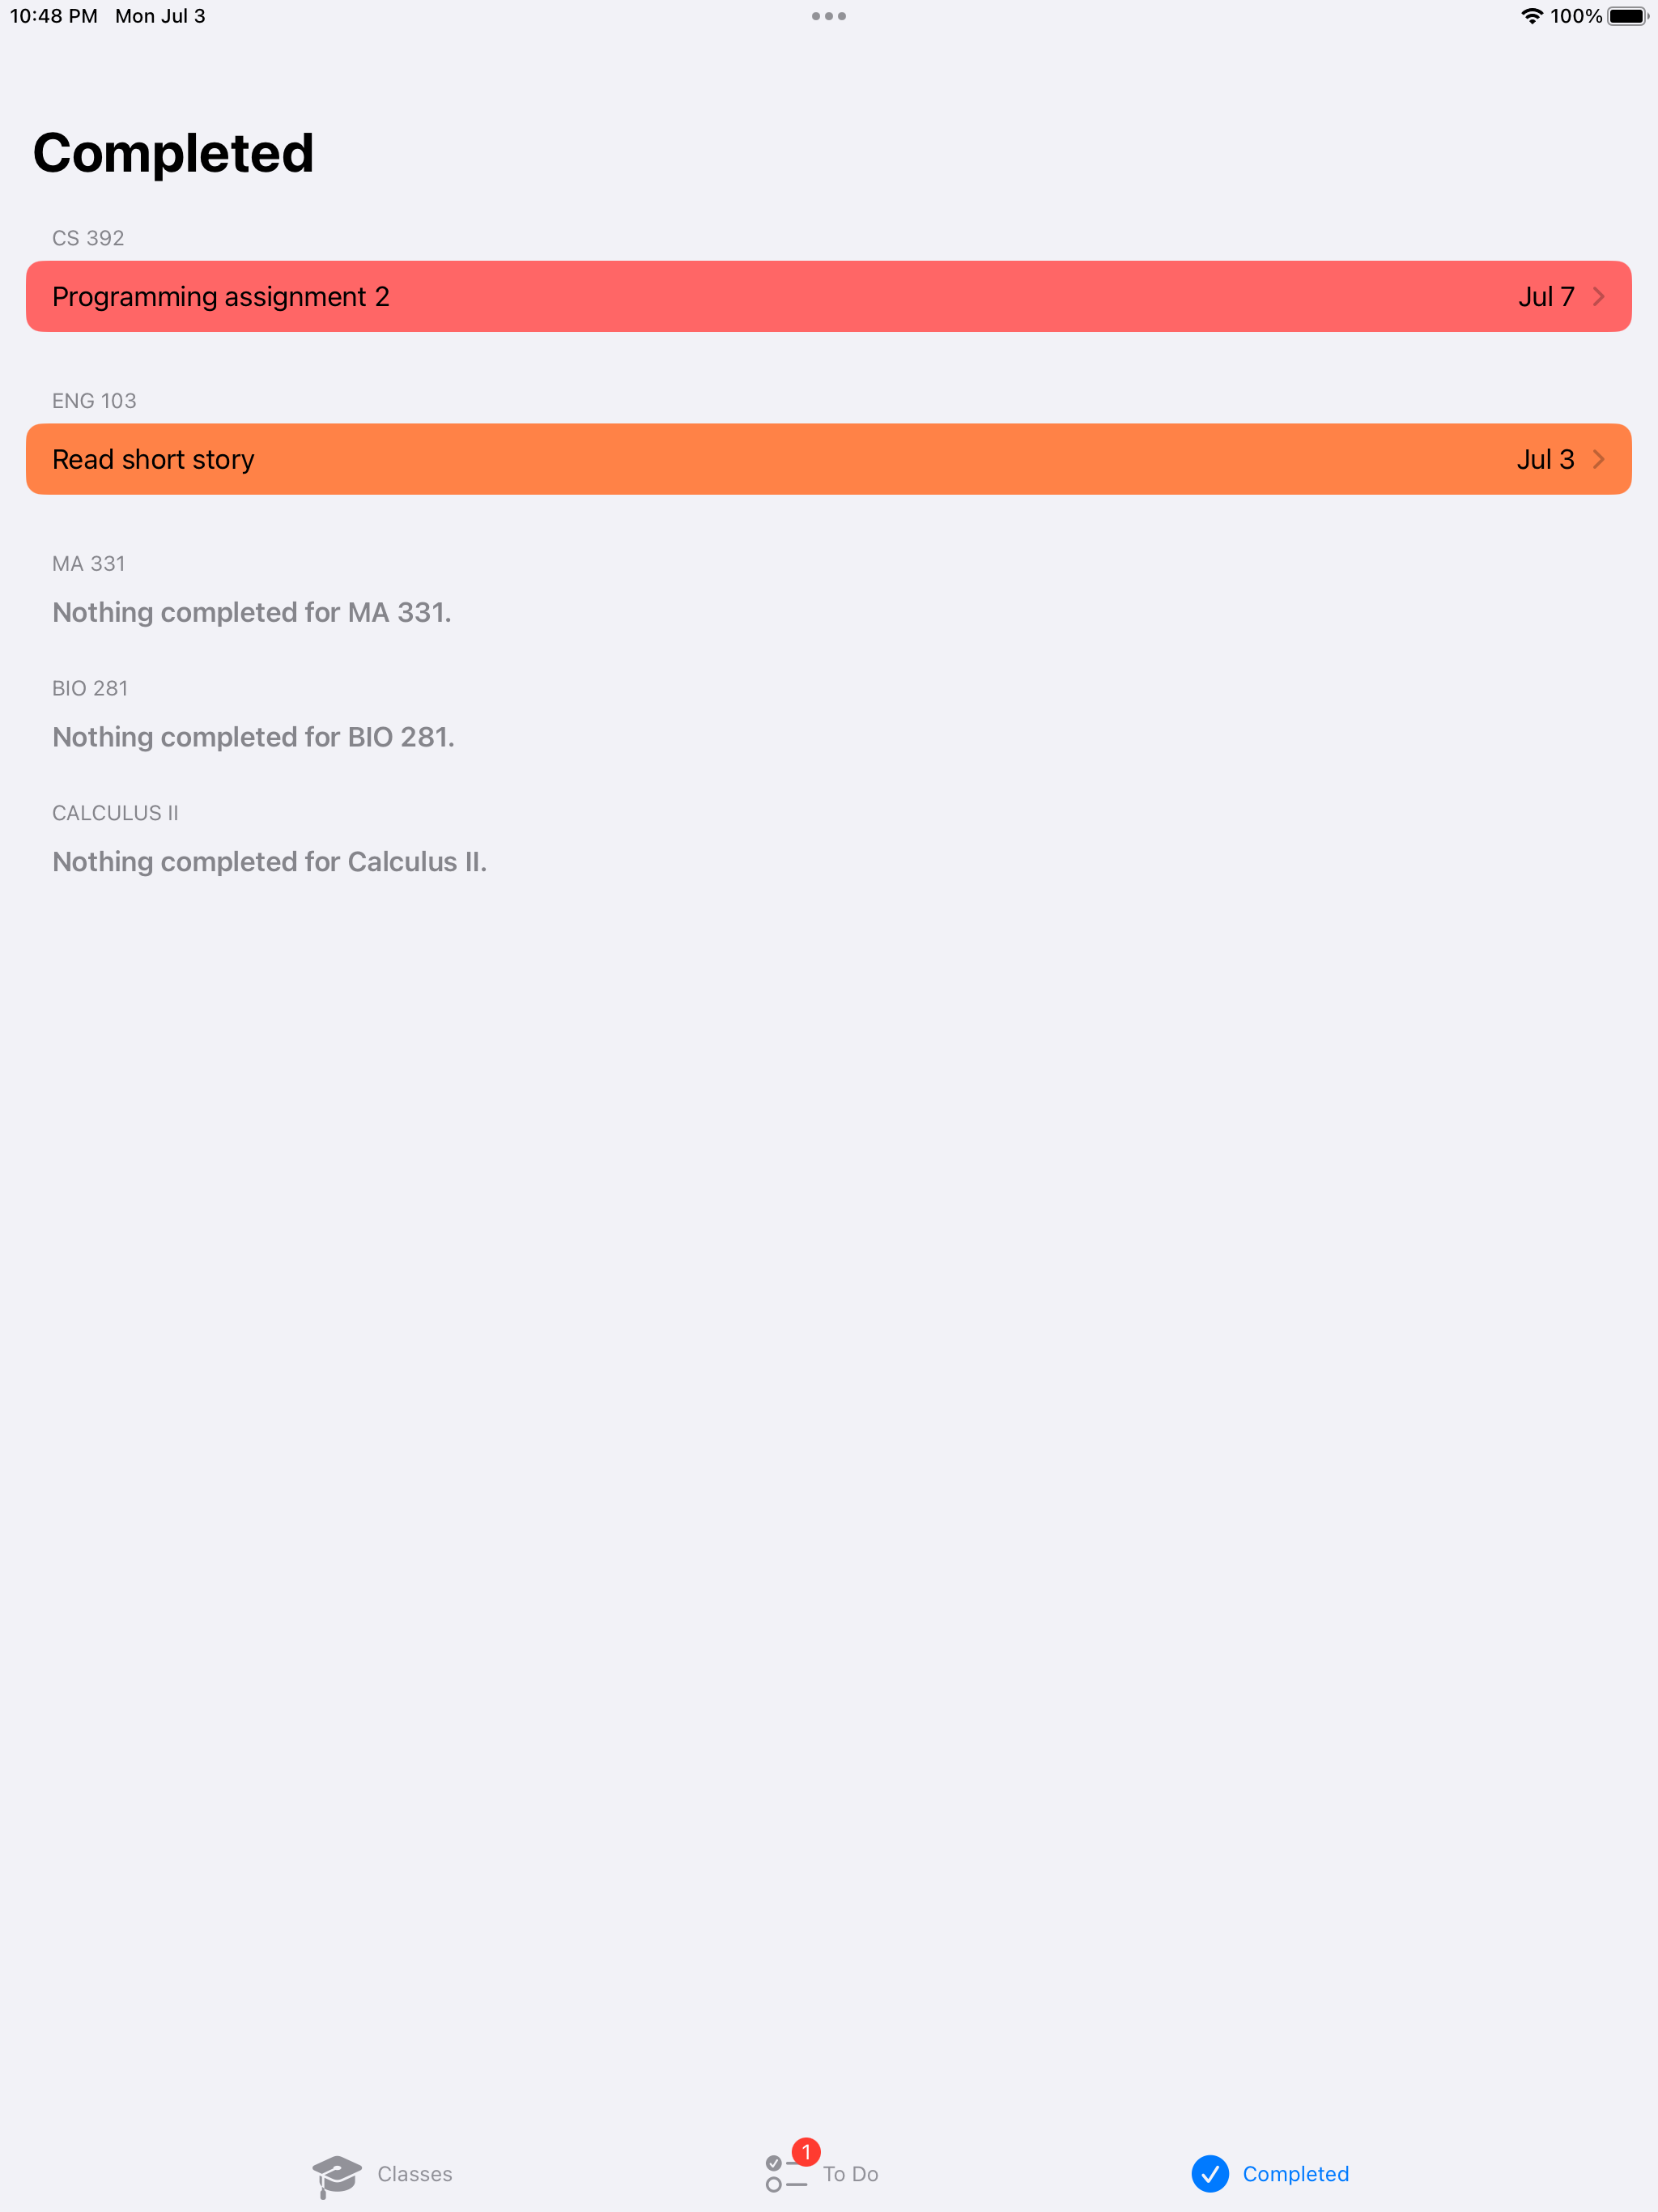 10:48 PM Mon Jul 3 100%
Completed
CS 392
Programming assignment 2 Jul 7
ENG 103
Read short story Jul 3
MA 331
Nothing completed for MA 331.
BIO 281
Nothing completed for BIO 281.
CALCULUS II
Nothing completed for Calculus II.
Classes 1 To Do Completed